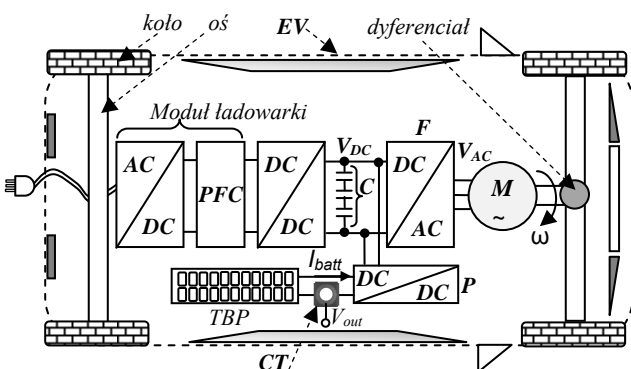 koło oś EV dyferenciał
Moduł ładowarki
AC DC
PFC
DC DC
V_DC
C
F
DC AC
V_AC
M
~
ω
I_batt
DC DC
P
TBP
V_out
CT